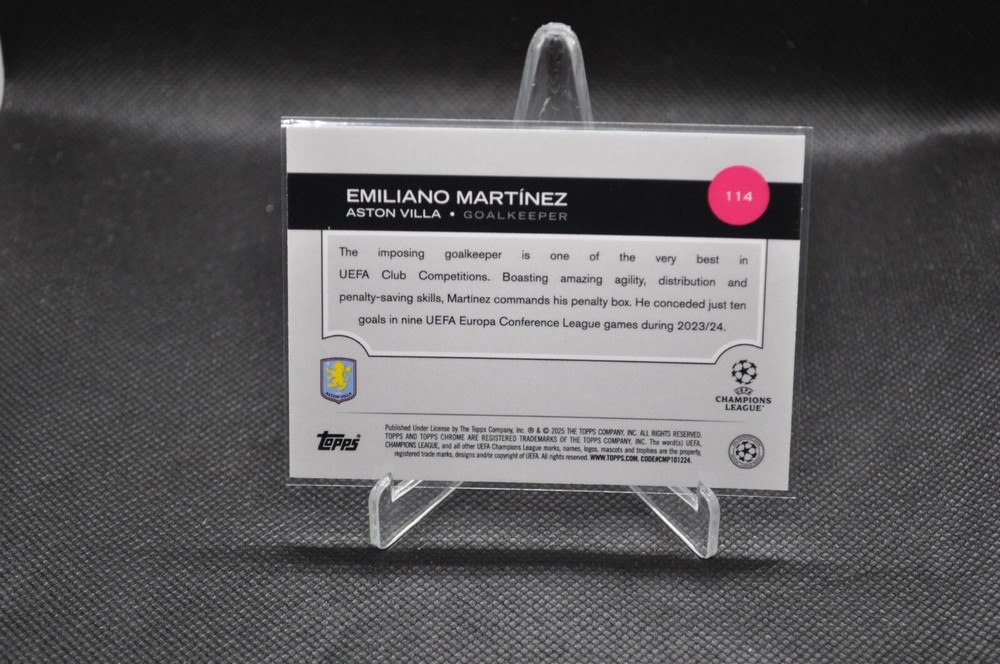 EMILIANO MARTÍNEZ
114
ASTON VILLA • GOALKEEPER
The imposing goalkeeper is one of the very best in
UEFA Club Competitions. Boasting amazing agility, distribution and
penalty-saving skills, Martínez commands his penalty box. He conceded just ten
goals in nine UEFA Europa Conference League games during 2023/24.
ASTON VILLA
UEFA
CHAMPIONS
LEAGUE
Topps
Published Under License by The Topps Company, Inc. ® & © 2025 THE TOPPS COMPANY, INC. ALL RIGHTS RESERVED.
TOPPS AND TOPPS CHROME ARE REGISTERED TRADEMARKS OF THE TOPPS COMPANY, INC. The word(s) UEFA,
CHAMPIONS LEAGUE, and all other UEFA Champions League marks, names, logos, mascots and trophies are the property,
registered trade marks, designs and/or copyright of UEFA. All rights reserved. WWW.TOPPS.COM. CODE#CMP101224.